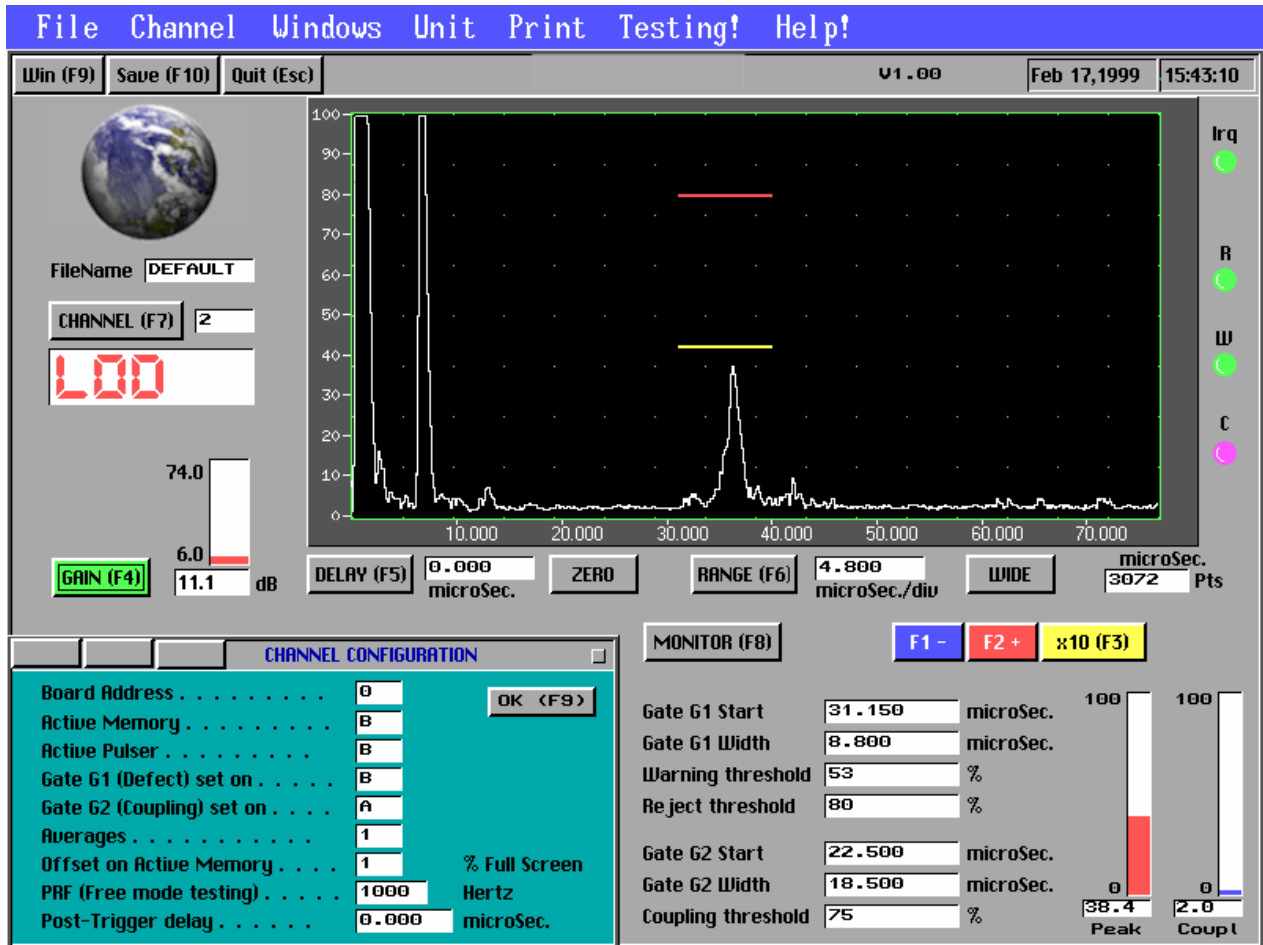 File Channel Windows Unit Print Testing! Help!
Win (F9) Save (F10) Quit (Esc) V1.00 Feb 17,1999 15:43:10
FileName DEFAULT
CHANNEL (F7) 2
LOD
74.0
6.0
GAIN (F4) 11.1 dB
100
90
80
70
60
50
40
30
20
10
0
10.000 20.000 30.000 40.000 50.000 60.000 70.000
Irq
R
W
C
DELAY (F5) 0.000 microSec.
ZERO
RANGE (F6) 4.800 microSec./div
WIDE
microSec.
3072 Pts
CHANNEL CONFIGURATION
OK (F9)
Board Address . . . . . . . . . 0
Active Memory . . . . . . . . . B
Active Pulser . . . . . . . . . B
Gate G1 (Defect) set on . . . . . B
Gate G2 (Coupling) set on . . . . A
Averages . . . . . . . . . . . 1
Offset on Active Memory . . . . 1 % Full Screen
PRF (Free mode testing) . . . . . 1000 Hertz
Post-Trigger delay . . . . . . 0.000 microSec.
MONITOR (F8) F1 - F2 + x10 (F3)
Gate G1 Start 31.150 microSec.
Gate G1 Width 8.800 microSec.
Warning threshold 53 %
Reject threshold 80 %
Gate G2 Start 22.500 microSec.
Gate G2 Width 18.500 microSec.
Coupling threshold 75 %
100 100
0 0
38.4 2.0
Peak Coupl